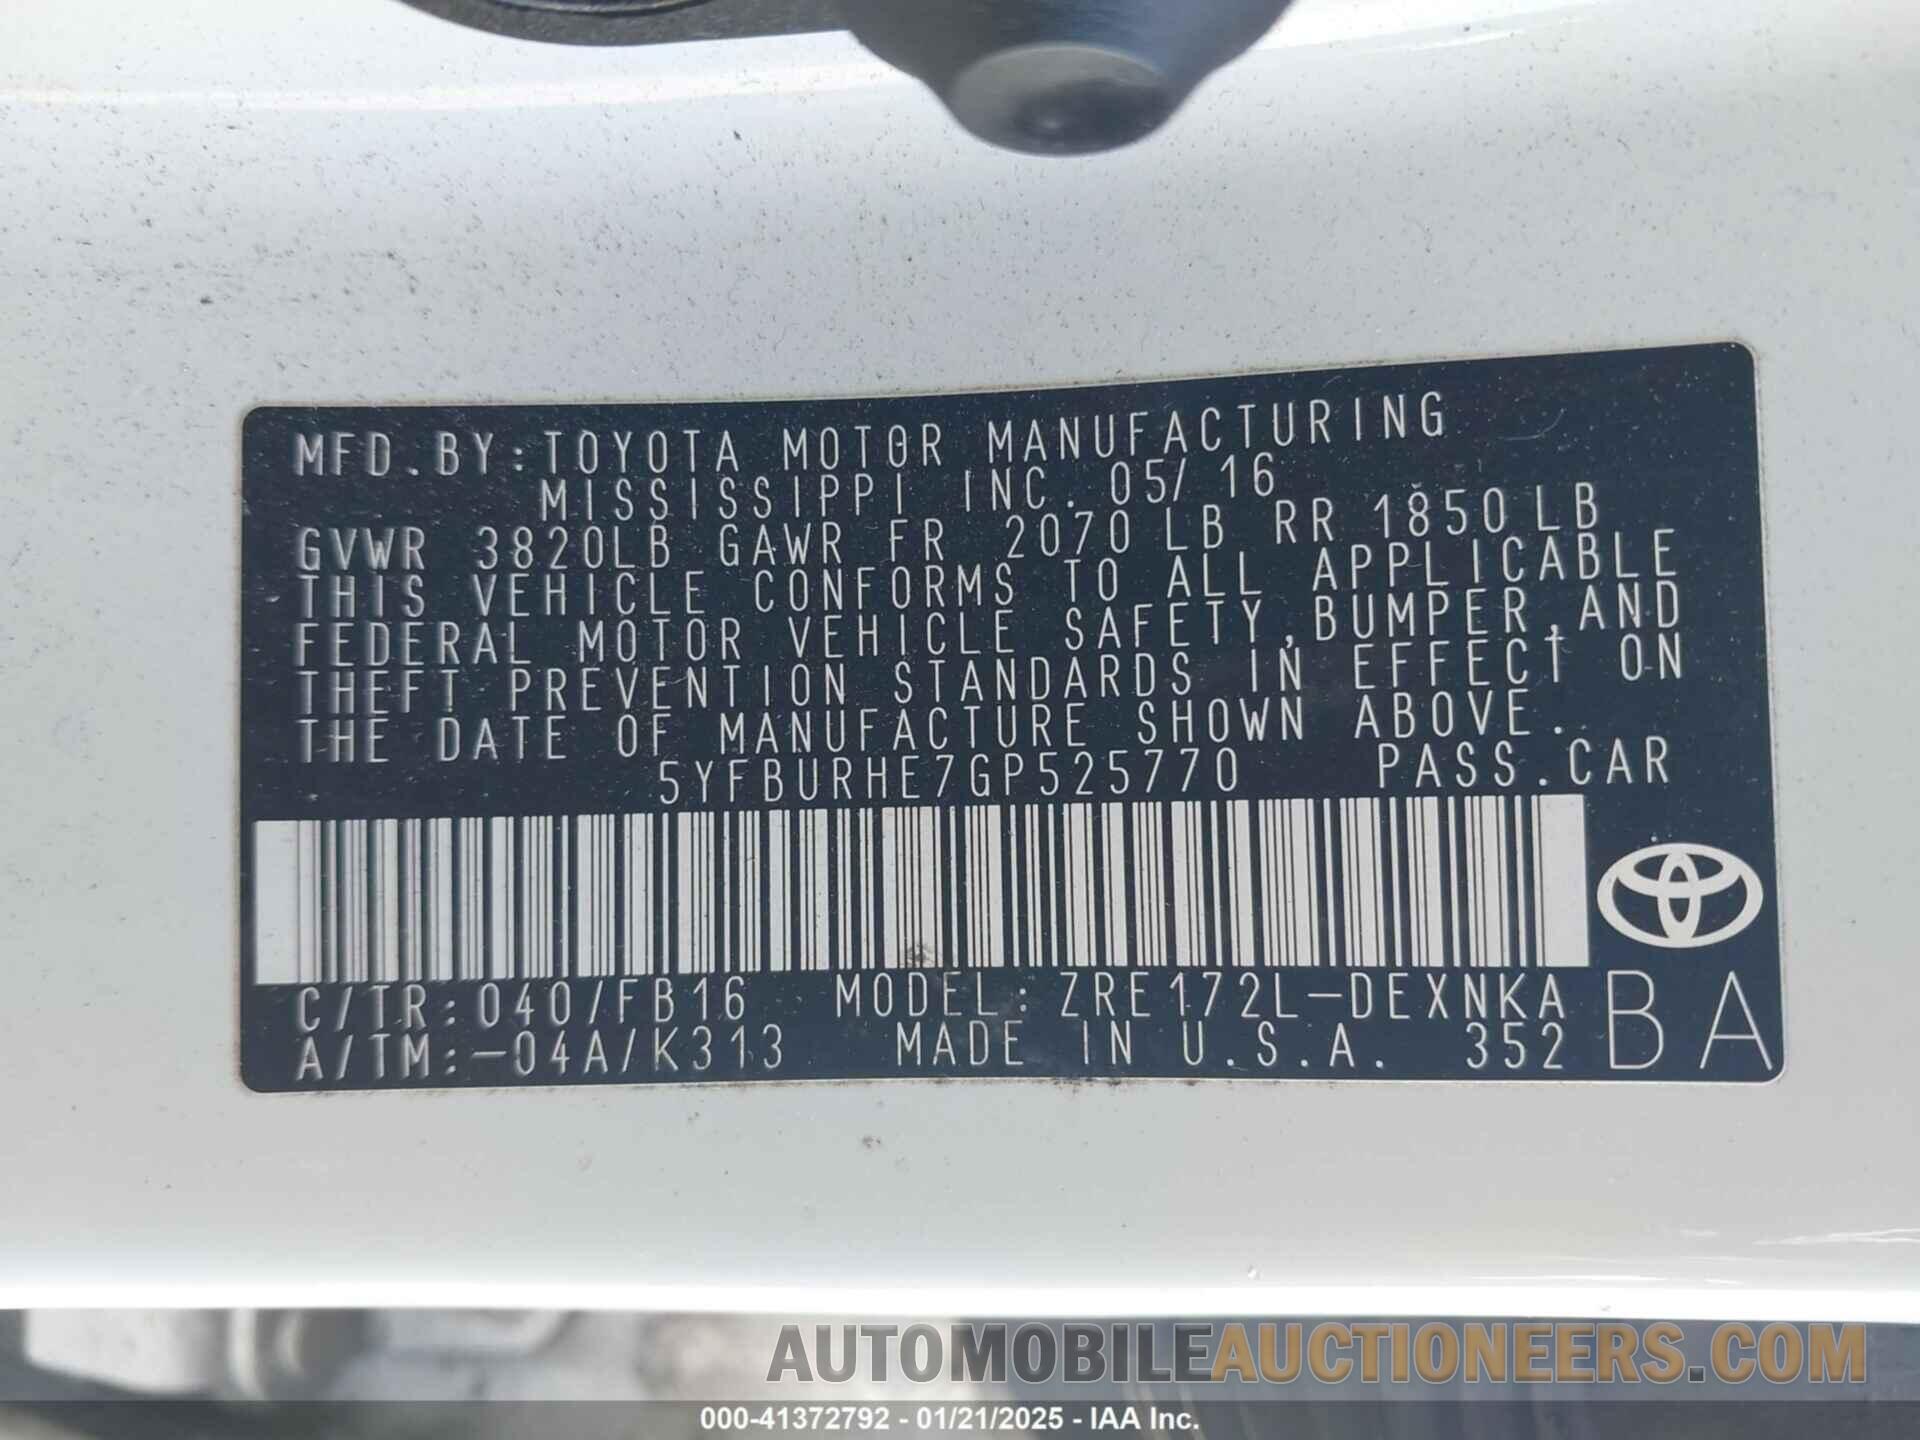 MFD.BY:TOYOTA MOTOR MANUFACTURING
MISSISSIPPI INC. 05/16
GVWR 3820LB GAWR FR 2070LB RR 1850LB
THIS VEHICLE CONFORMS TO ALL APPLICABLE
FEDERAL MOTOR VEHICLE SAFETY,BUMPER,AND
THEFT PREVENTION STANDARDS IN EFFECT ON
THE DATE OF MANUFACTURE SHOWN ABOVE.
5YFBURHE7GP525770 PASS.CAR
C/TR:040/FB16 MODEL:ZRE172L-DEXNKA
A/TM:-04A/K313 MADE IN U.S.A. 352
BA
AUTOMOBILEAUCTIONEERS.COM
000-41372792 - 01/21/2025 - IAA Inc.